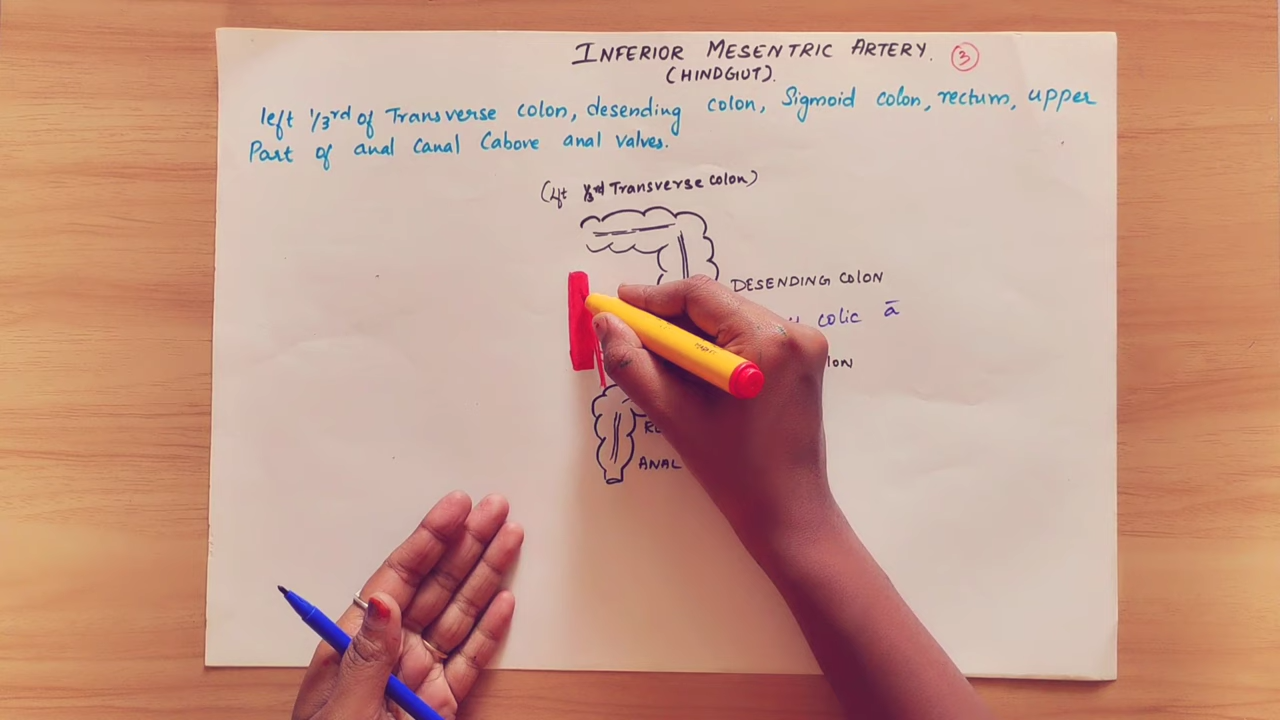 INFERIOR MESENTRIC ARTERY. 3
(HINDGUT).
left 1/3rd of Transverse colon, desending colon, Sigmoid colon, rectum, upper
Part of anal canal Cabove anal valves.
(Lft 1/3rd Transverse colon)
DESENDING COLON
colic ā
ANAL